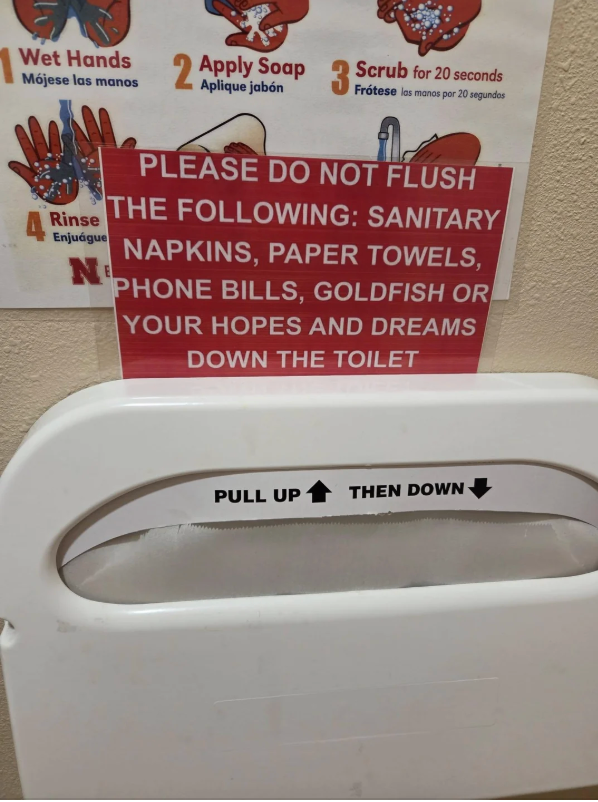 1 Wet Hands
Mójese las manos
2 Apply Soap
Aplique jabón
3 Scrub for 20 seconds
Frótese las manos por 20 segundos
4 Rinse
Enjuágue
N
PLEASE DO NOT FLUSH
THE FOLLOWING: SANITARY
NAPKINS, PAPER TOWELS,
PHONE BILLS, GOLDFISH OR
YOUR HOPES AND DREAMS
DOWN THE TOILET
PULL UP THEN DOWN